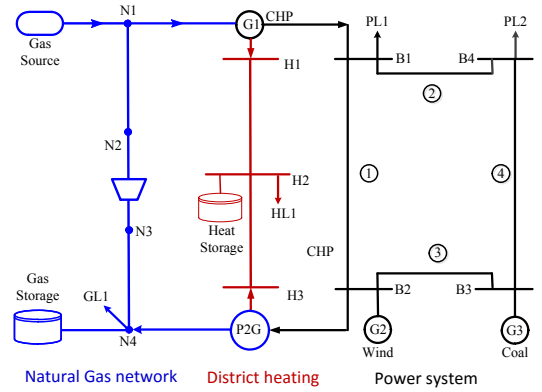 N1
G1
CHP
PL1
PL2
Gas
Source
H1
B1
B4
2
N2
H2
1
4
HL1
Heat
Storage
N3
CHP
3
Gas
Storage
GL1
H3
B2
B3
N4
P2G
G2
G3
Wind
Coal
Natural Gas network
District heating
Power system